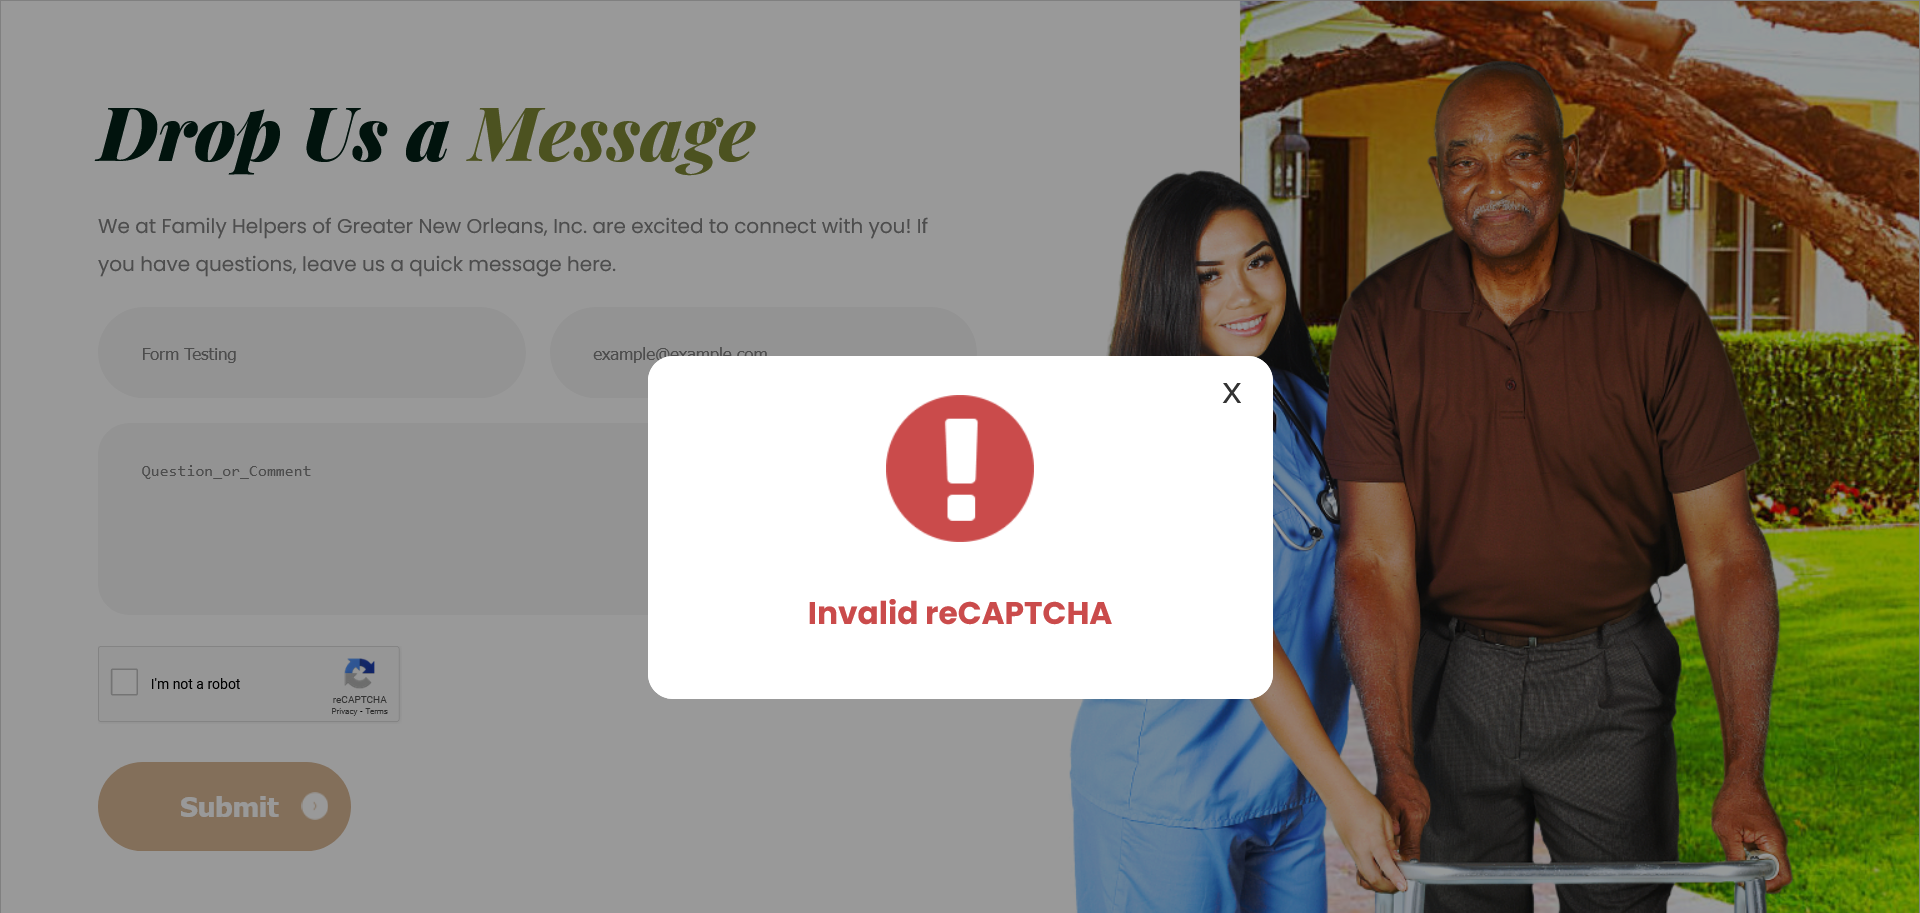 Drop Us a Message
We at Family Helpers of Greater New Orleans, Inc. are excited to connect with you! If
you have questions, leave us a quick message here.
Form Testing
example@example.com
X
Question_or_Comment
Invalid reCAPTCHA
I'm not a robot
reCAPTCHA
Privacy - Terms
Submit